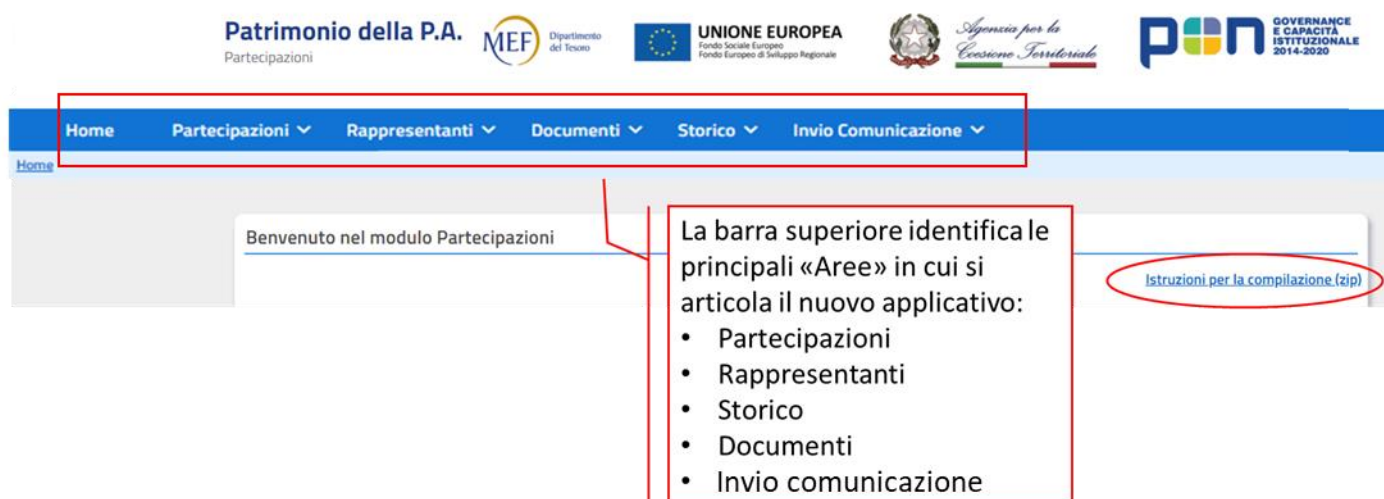 Patrimonio della P.A.
Partecipazioni
MEF
Dipartimento
del Tesoro
UNIONE EUROPEA
Fondo Sociale Europeo
Fondo Europeo di Sviluppo Regionale
Agenzia per la
Coesione Territoriale
pon
GOVERNANCE
E CAPACITÀ
ISTITUZIONALE
2014-2020
Home Partecipazioni Rappresentanti Documenti Storico Invio Comunicazione
Home
Benvenuto nel modulo Partecipazioni
Istruzioni per la compilazione (zip)
La barra superiore identifica le
principali «Aree» in cui si
articola il nuovo applicativo:
• Partecipazioni
• Rappresentanti
• Storico
• Documenti
• Invio comunicazione